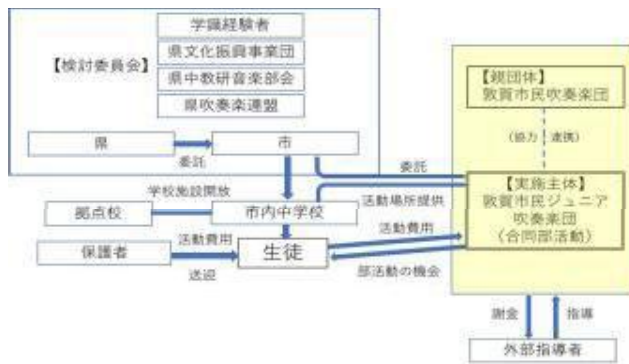 学識経験者
【検討委員会】
県文化振興事業団
県中教研音楽部会
県吹奏楽連盟
県
市
委託
委託
学校施設開放
活動場所提供
拠点校
市内中学校
保護者
活動費用
送迎
生徒
活動費用
部活動の機会
【親団体】
敦賀市民吹奏楽団
(協力 連携)
【実施主体】
敦賀市民ジュニア
吹奏楽団
(合同部活動)
謝金
指導
外部指導者